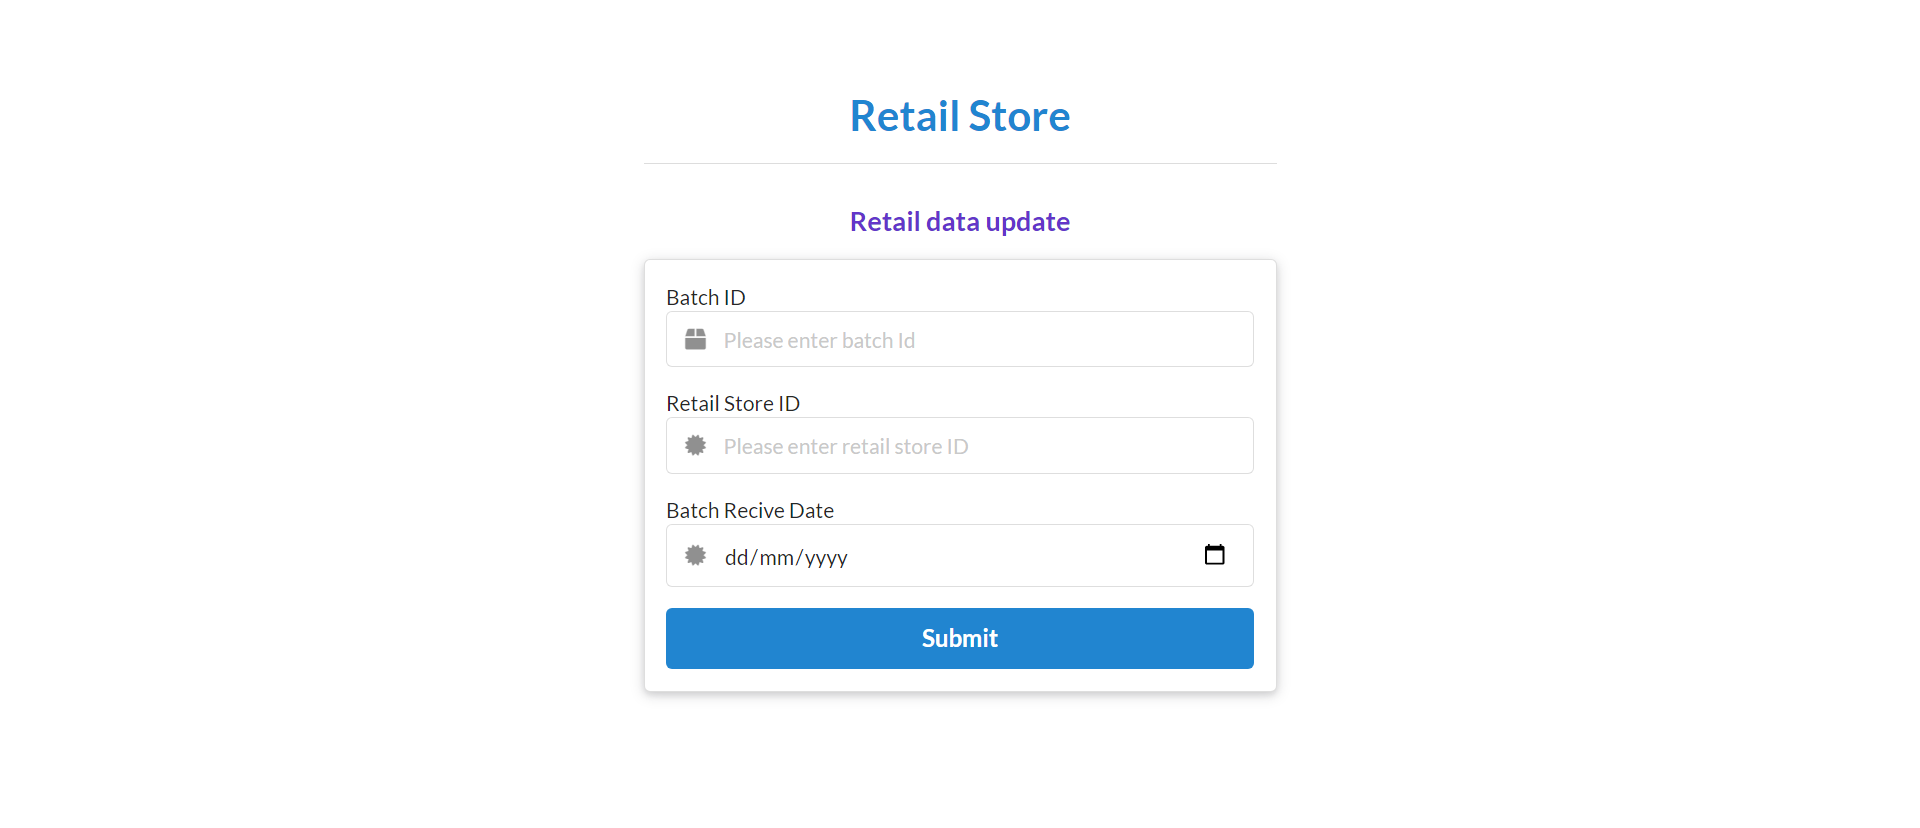 Retail Store
Retail data update
Batch ID
Please enter batch Id
Retail Store ID
Please enter retail store ID
Batch Recive Date
dd/mm/yyyy
Submit